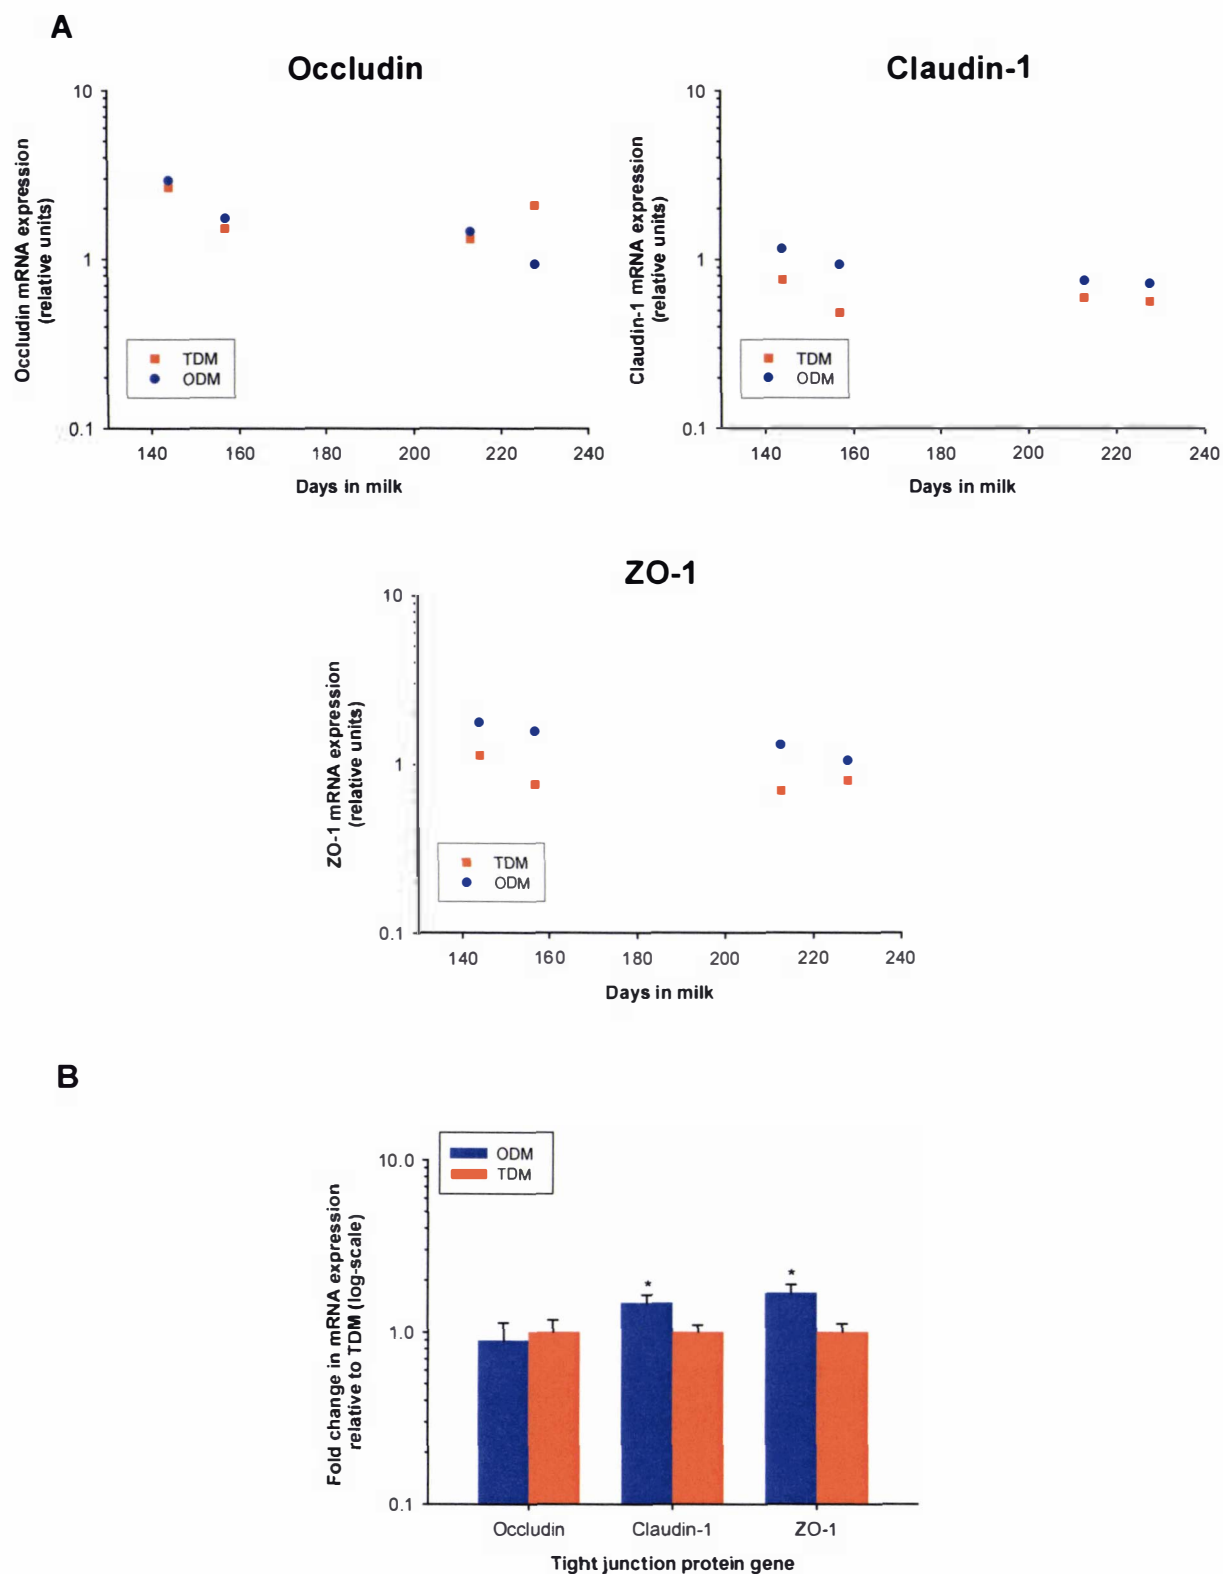 A
Occludin
10
1
0.1
Occludin mRNA expression
(relative units)
TDM
ODM
140 160 180 200 220 240
Days in milk
Claudin-1
10
1
0.1
Claudin-1 mRNA expression
(relative units)
TDM
ODM
140 160 180 200 220 240
Days in milk
ZO-1
10
1
0.1
ZO-1 mRNA expression
(relative units)
TDM
ODM
140 160 180 200 220 240
Days in milk
B
ODM
TDM
10.0
1.0
0.1
Fold change in mRNA expression
relative to TDM (log-scale)
* *
Occludin Claudin-1 ZO-1
Tight junction protein gene